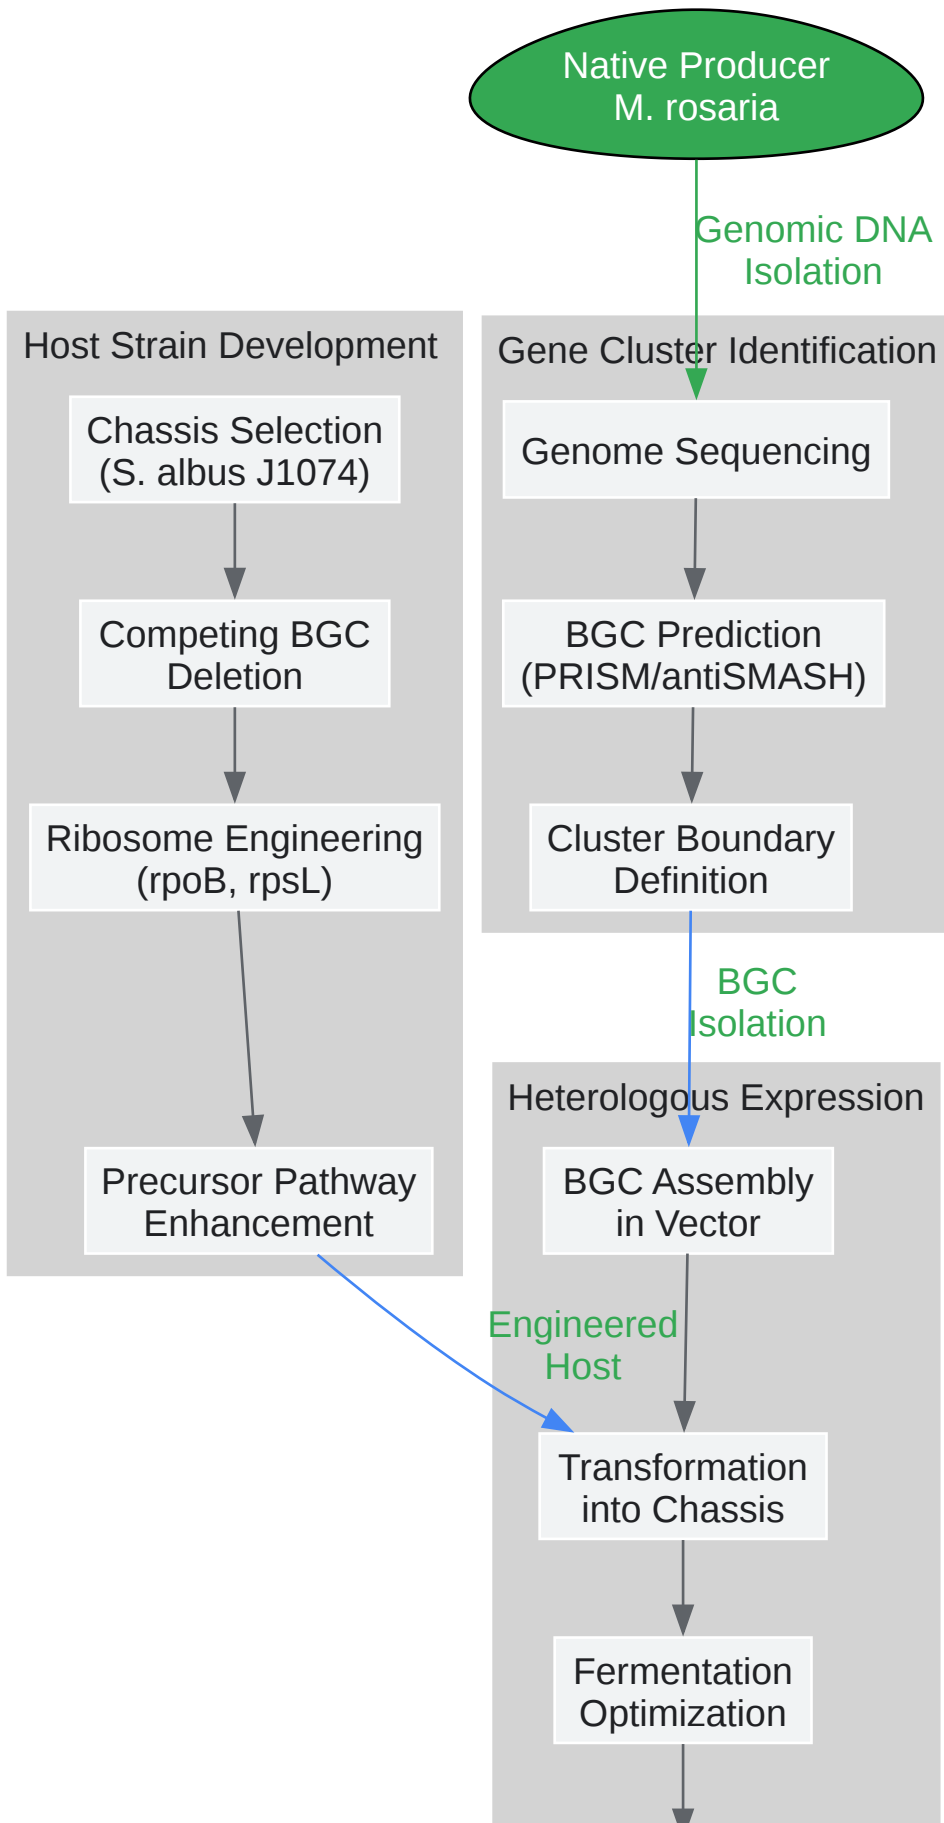 Native Producer
M. rosaria
Genomic DNA
Isolation
Host Strain Development
Chassis Selection
(S. albus J1074)
Competing BGC
Deletion
Ribosome Engineering
(rpoB, rpsL)
Precursor Pathway
Enhancement
Gene Cluster Identification
Genome Sequencing
BGC Prediction
(PRISM/antiSMASH)
Cluster Boundary
Definition
BGC
Isolation
Heterologous Expression
BGC Assembly
in Vector
Engineered
Host
Transformation
into Chassis
Fermentation
Optimization